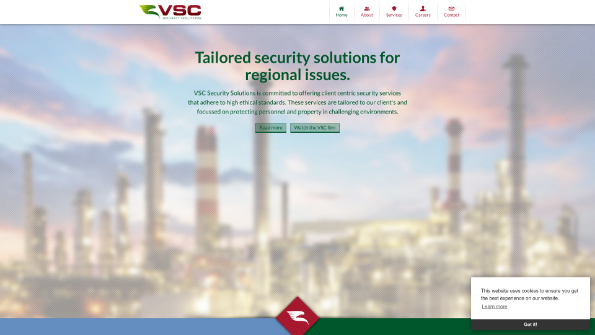 VSC
SECURITY SOLUTIONS
Home
About
Services
Careers
Contact
Tailored security solutions for
regional issues.
VSC Security Solutions is committed to offering client centric security services
that adhere to high ethical standards. These services are tailored to our client's and
focussed on protecting personnel and property in challenging environments.
Read more
Watch the VSC film
This website uses cookies to ensure you get
the best experience on our website.
Learn more
Got it!